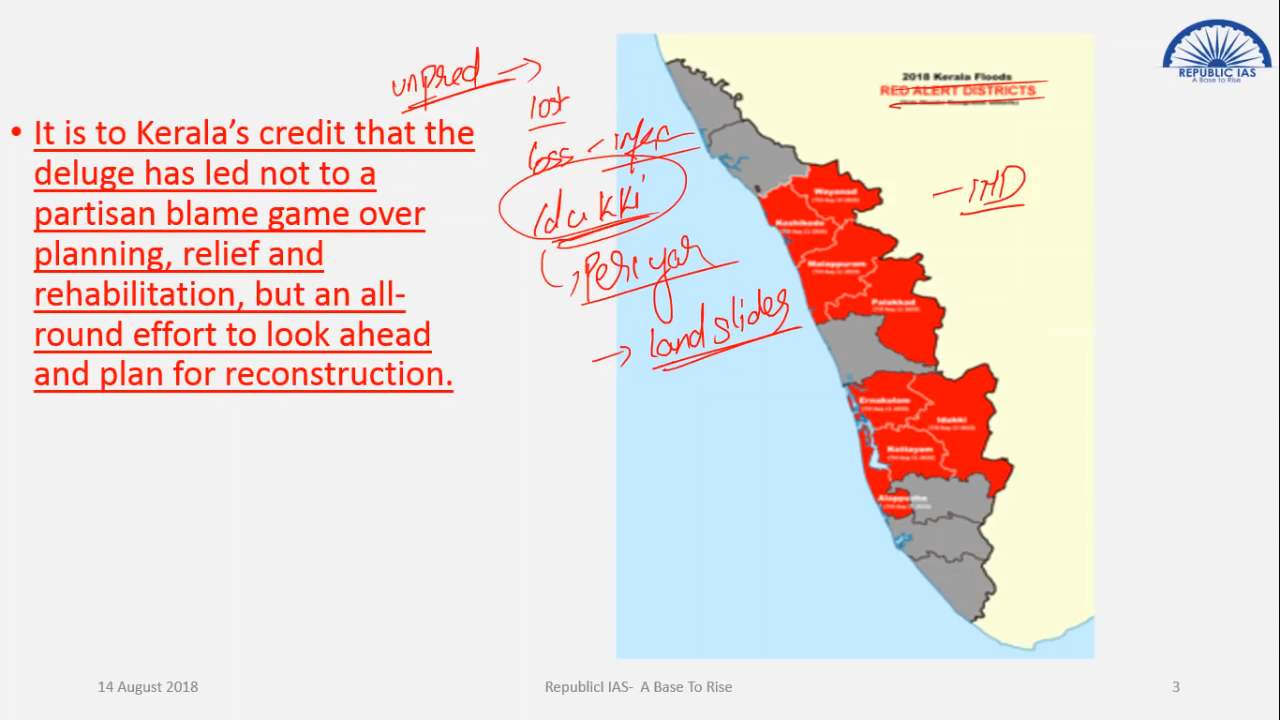 unpred
lost
loss - infra
Idukki
Periyar
landslides
• It is to Kerala’s credit that the
deluge has led not to a
partisan blame game over
planning, relief and
rehabilitation, but an all-
round effort to look ahead
and plan for reconstruction.
REPUBLIC IAS
A Base to Rise
2018 Kerala Floods
RED ALERT DISTRICTS
- IMD
Wayanad
Kozhikode
Malappuram
Palakkad
Ernakulam
Idukki
Kottayam
Alappuzha
14 August 2018
RepublicI IAS- A Base To Rise
3